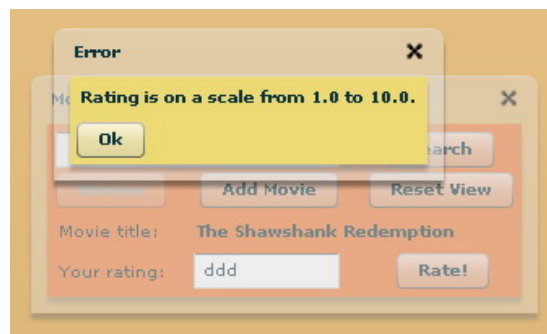 Error
Rating is on a scale from 1.0 to 10.0.
Ok
Add Movie
Reset View
Movie title:
The Shawshank Redemption
Your rating:
ddd
Rate!